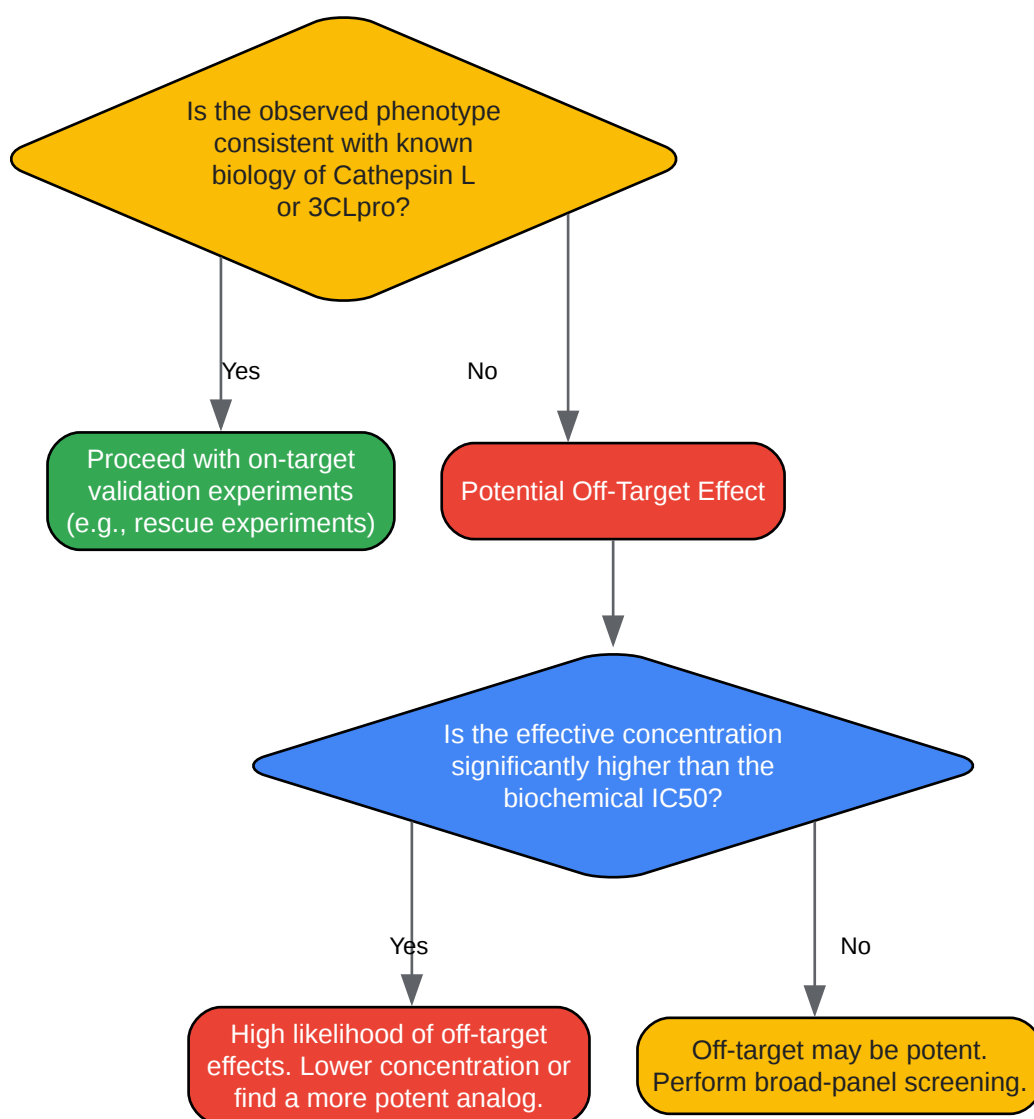 Is the observed phenotype
consistent with known
biology of Cathepsin L
or 3CLpro?
Yes
No
Proceed with on-target
validation experiments
(e.g., rescue experiments)
Potential Off-Target Effect
Is the effective concentration
significantly higher than the
biochemical IC50?
Yes
No
High likelihood of off-target
effects. Lower concentration or
find a more potent analog.
Off-target may be potent.
Perform broad-panel screening.